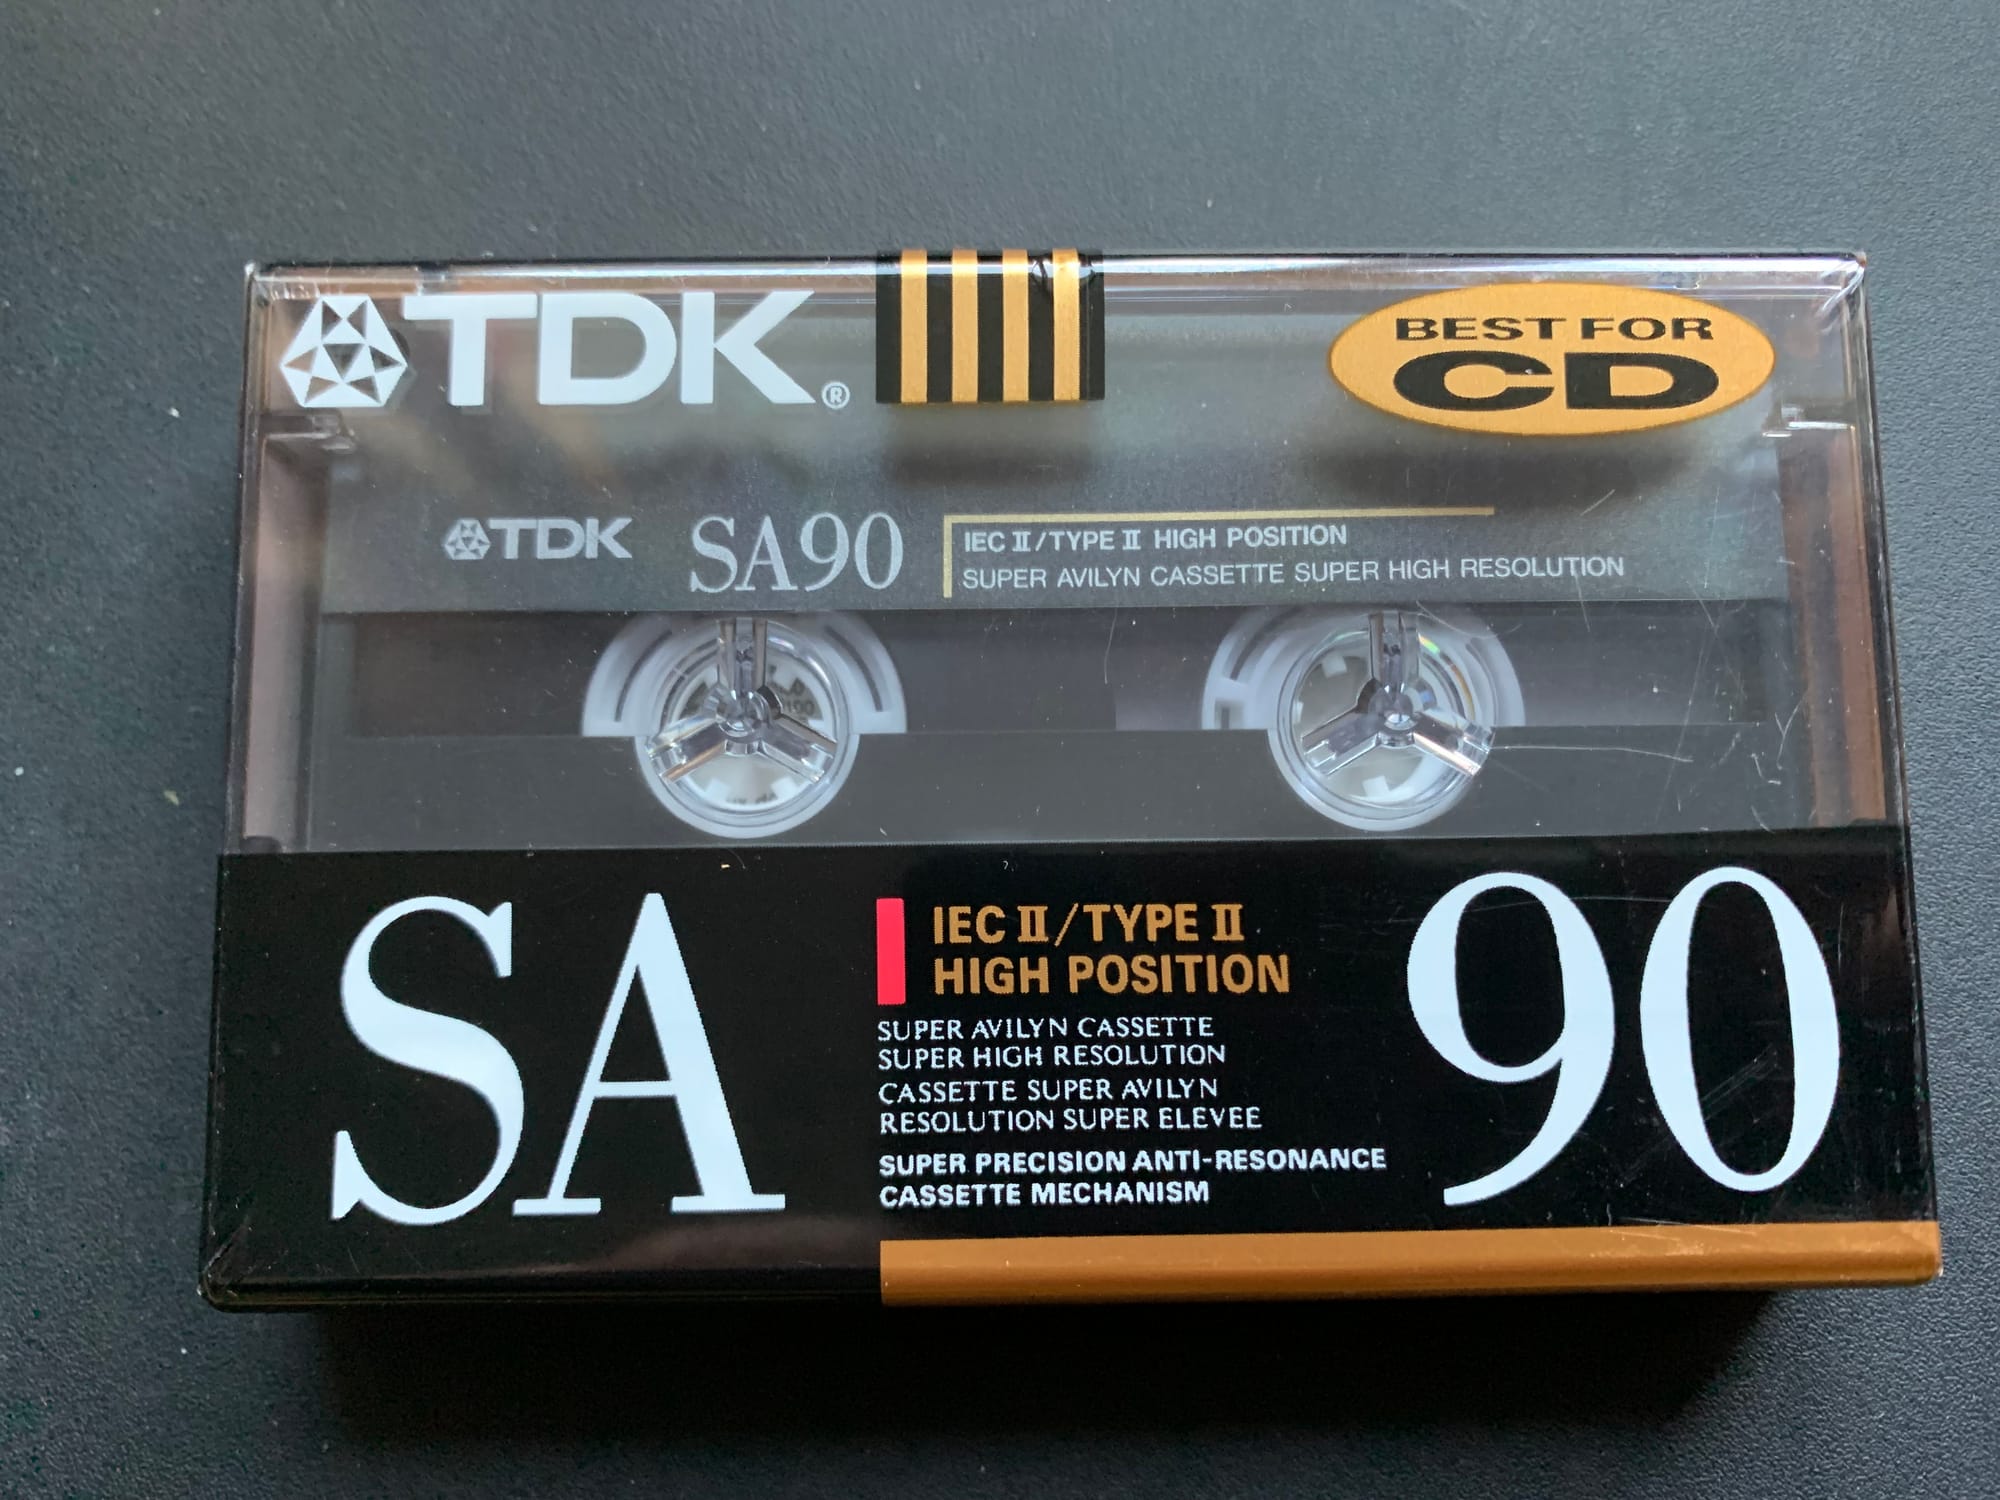 TDK®
BEST FOR
CD
TDK SA90
IEC II/TYPE II HIGH POSITION
SUPER AVILYN CASSETTE SUPER HIGH RESOLUTION
SA
IEC II/TYPE II
HIGH POSITION
SUPER AVILYN CASSETTE
SUPER HIGH RESOLUTION
CASSETTE SUPER AVILYN
RESOLUTION SUPER ELEVEE
SUPER PRECISION ANTI-RESONANCE
CASSETTE MECHANISM
90